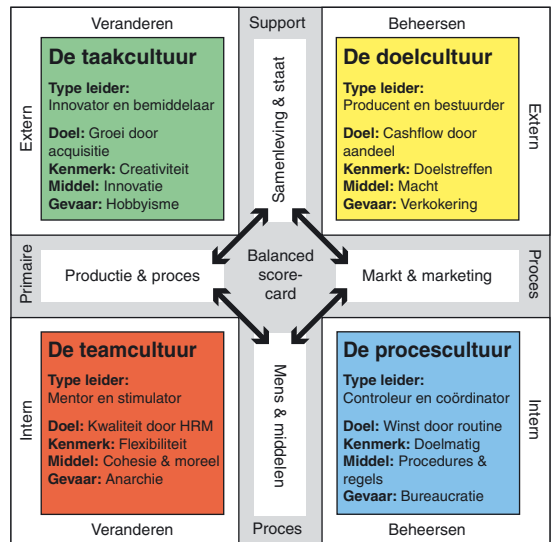 Veranderen
Support
Beheersen
Extern
De taakcultuur
Type leider:
Innovator en bemiddelaar
Doel: Groei door
acquisitie
Kenmerk: Creativiteit
Middel: Innovatie
Gevaar: Hobbyisme
Samenleving & staat
De doelcultuur
Type leider:
Producent en bestuurder
Doel: Cashflow door
aandeel
Kenmerk: Doelstreffen
Middel: Macht
Gevaar: Verkokering
Extern
Primaire
Productie & proces
Balanced
score-
card
Markt & marketing
Proces
Intern
De teamcultuur
Type leider:
Mentor en stimulator
Doel: Kwaliteit door HRM
Kenmerk: Flexibiliteit
Middel: Cohesie & moreel
Gevaar: Anarchie
Mens & middelen
De procescultuur
Type leider:
Controleur en coördinator
Doel: Winst door routine
Kenmerk: Doelmatig
Middel: Procedures &
regels
Gevaar: Bureaucratie
Intern
Veranderen
Proces
Beheersen